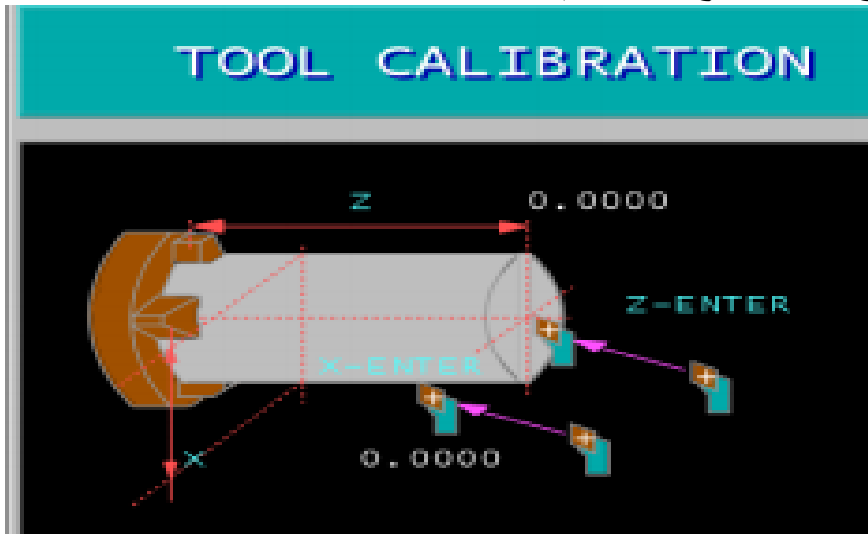 TOOL CALIBRATION
Z 0.0000
Z-ENTER
X-ENTER
X 0.0000